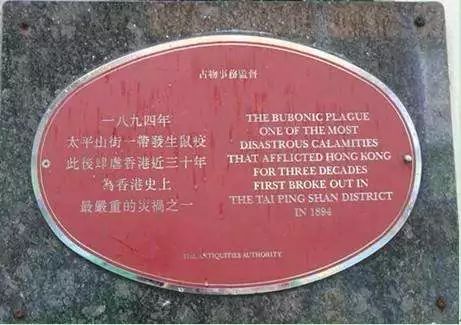 古物事務監督
一八九四年
太平山街一帶發生鼠疫
此後肆虐香港近三十年
為香港史上
最嚴重的災禍之一
THE BUBONIC PLAGUE
ONE OF THE MOST
DISASTROUS CALAMITIES
THAT AFFLICTED HONG KONG
FOR THREE DECADES
FIRST BROKE OUT IN
THE TAI PING SHAN DISTRICT
IN 1894
THE ANTIQUITIES AUTHORITY